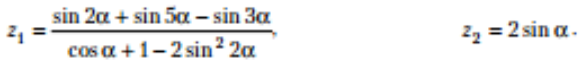 z₁ = (sin 2α + sin 5α − sin 3α) / (cos α + 1 − 2 sin² 2α), z₂ = 2 sin α.